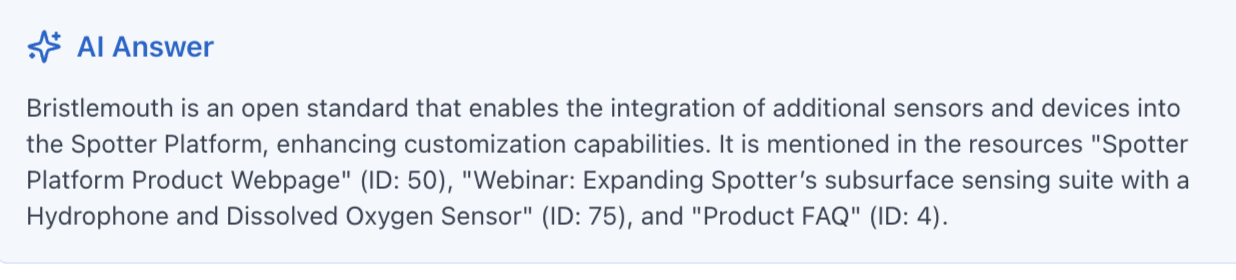 AI Answer
Bristlemouth is an open standard that enables the integration of additional sensors and devices into
the Spotter Platform, enhancing customization capabilities. It is mentioned in the resources "Spotter
Platform Product Webpage" (ID: 50), "Webinar: Expanding Spotter’s subsurface sensing suite with a
Hydrophone and Dissolved Oxygen Sensor" (ID: 75), and "Product FAQ" (ID: 4).